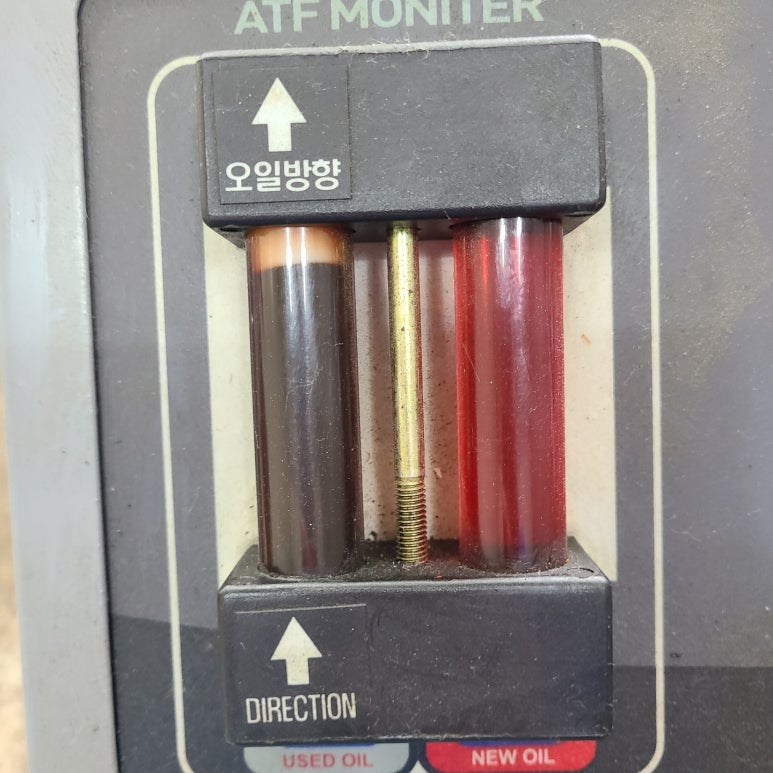 ATF MONITER
오일방향
DIRECTION
USED OIL
NEW OIL